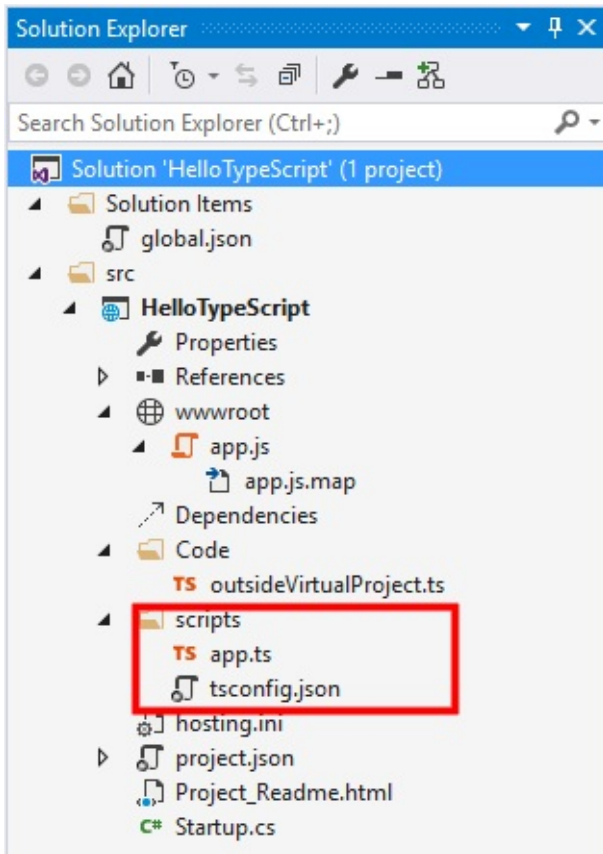 Solution Explorer
Search Solution Explorer (Ctrl+;)
Solution 'HelloTypeScript' (1 project)
Solution Items
global.json
src
HelloTypeScript
Properties
References
wwwroot
app.js
app.js.map
Dependencies
Code
TS outsideVirtualProject.ts
scripts
TS app.ts
tsconfig.json
hosting.ini
project.json
Project_Readme.html
C# Startup.cs